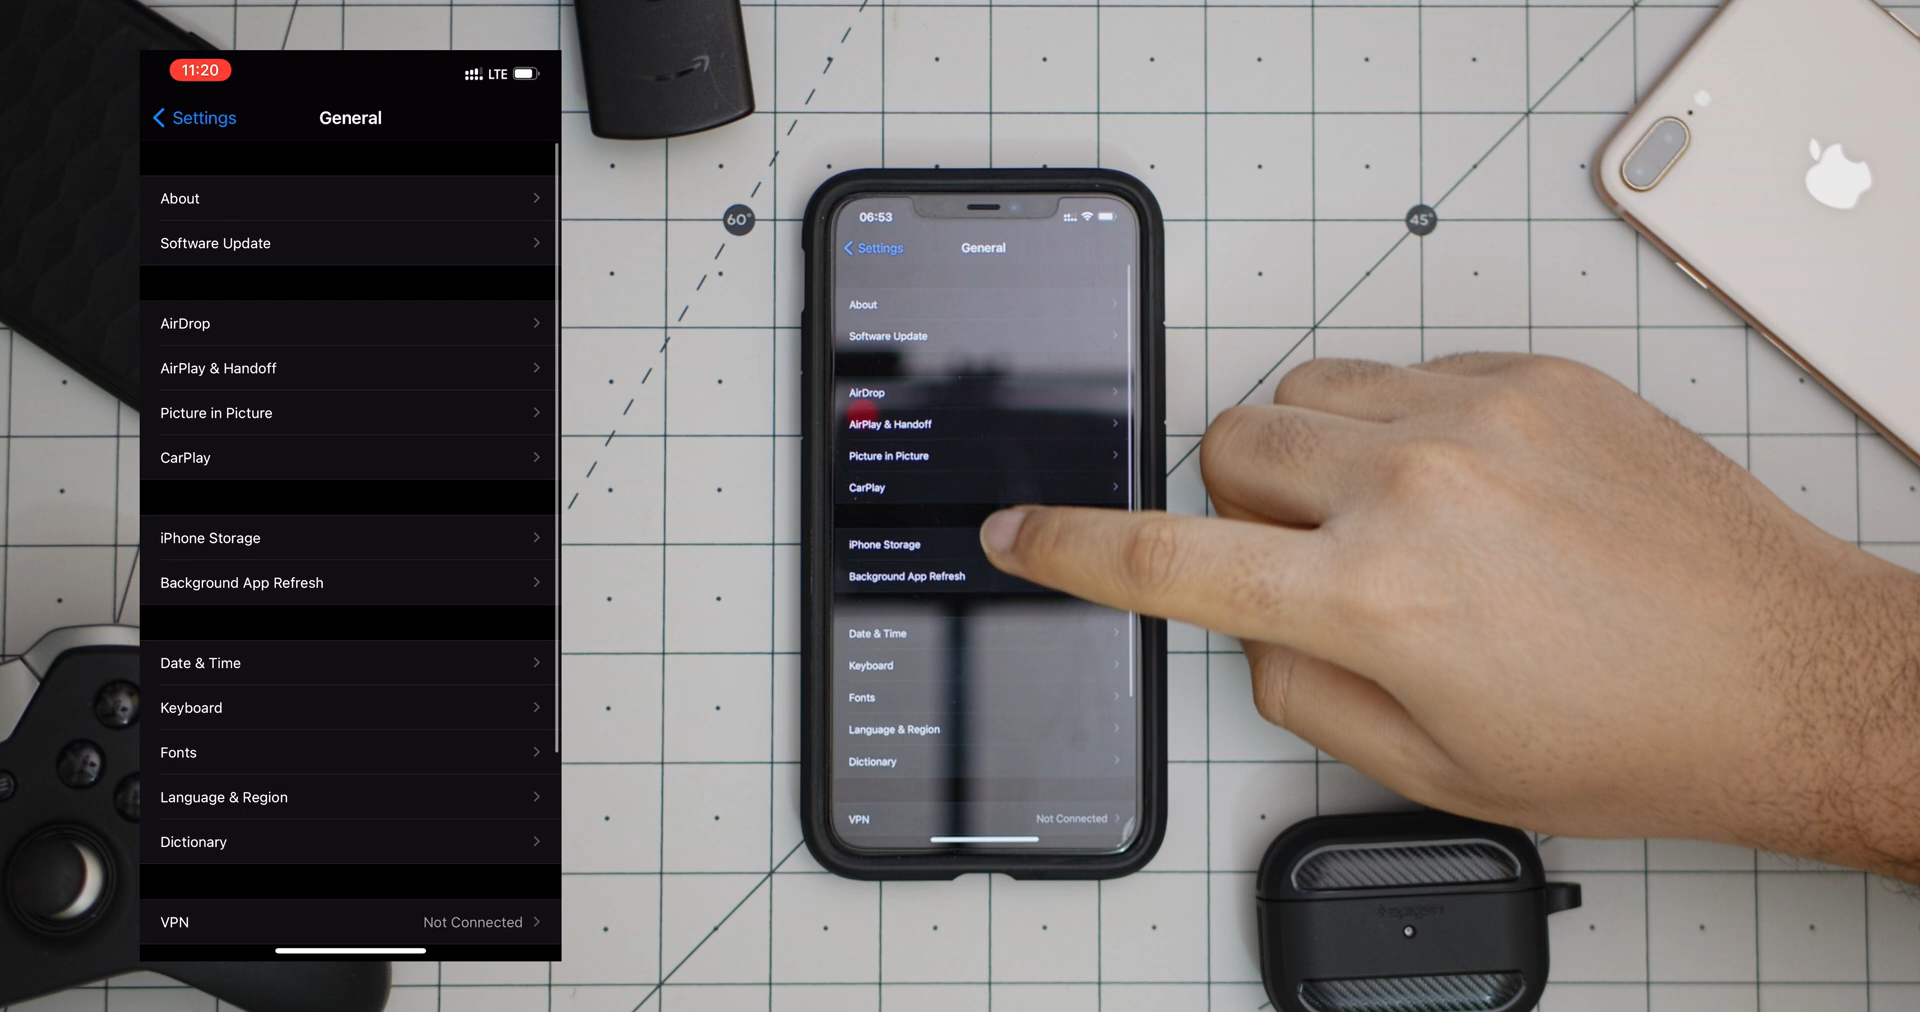 11:20
LTE
Settings
General
About
Software Update
AirDrop
AirPlay & Handoff
Picture in Picture
CarPlay
iPhone Storage
Background App Refresh
Date & Time
Keyboard
Fonts
Language & Region
Dictionary
VPN Not Connected
60°
06:53
Settings
General
About
Software Update
AirDrop
AirPlay & Handoff
Picture in Picture
CarPlay
iPhone Storage
Background App Refresh
Date & Time
Keyboard
Fonts
Language & Region
Dictionary
VPN Not Connected
45°
spigen